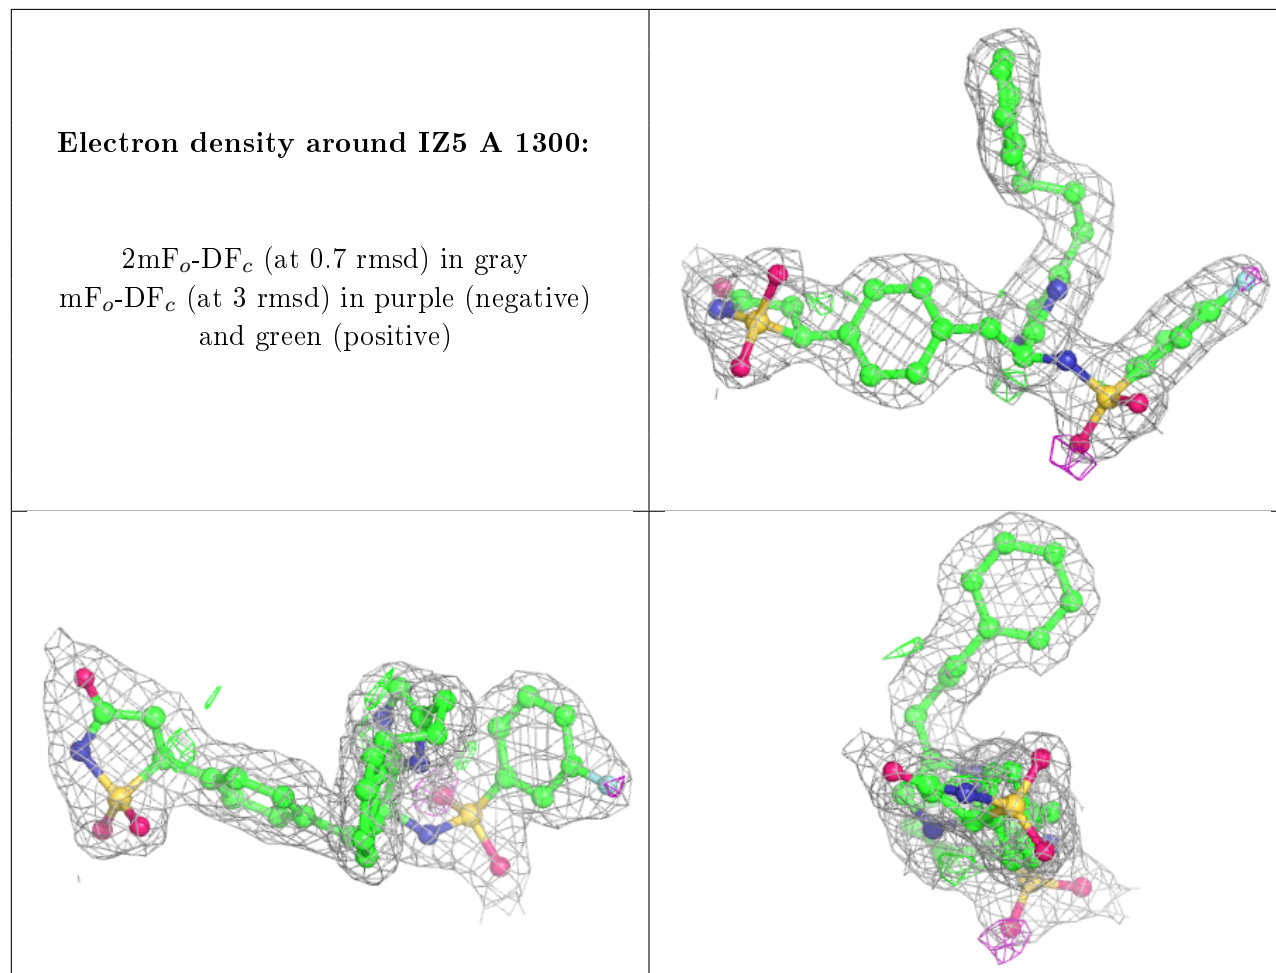 Electron density around IZ5 A 1300:
2mFo-DFc (at 0.7 rmsd) in gray
mFo-DFc (at 3 rmsd) in purple (negative)
and green (positive)